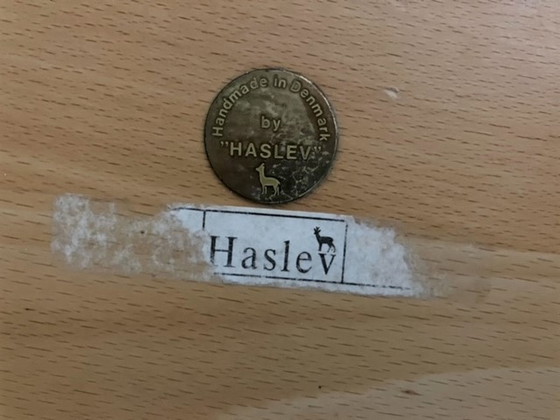 Handmade in Denmark
by
"HASLEV"
Haslev